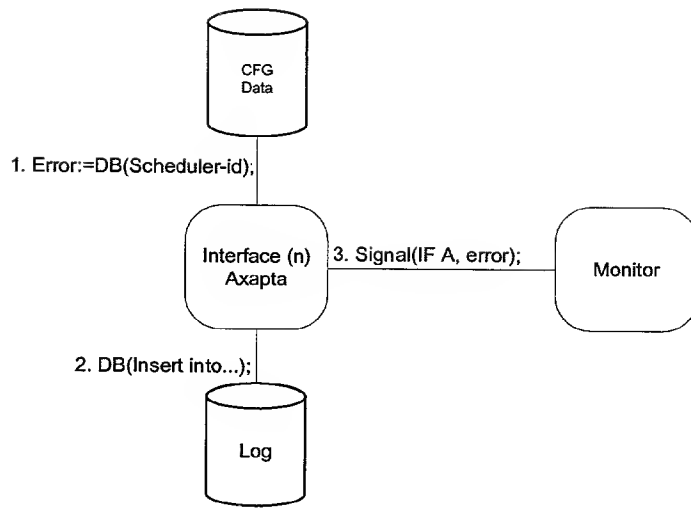 CFG
Data
1. Error:=DB(Scheduler-id);
Interface (n)
Axapta
3. Signal(IF A, error);
Monitor
2. DB(Insert into...);
Log